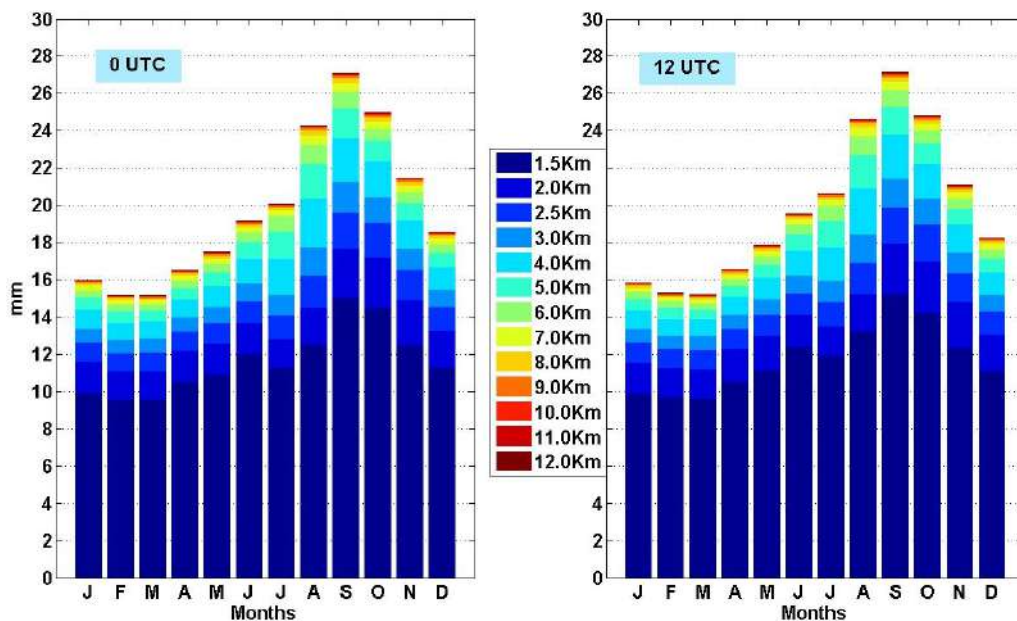 0 UTC
mm
30
28
26
24
22
20
18
16
14
12
10
8
6
4
2
0
J F M A M J J A S O N D
Months
1.5Km
2.0Km
2.5Km
3.0Km
4.0Km
5.0Km
6.0Km
7.0Km
8.0Km
9.0Km
10.0Km
11.0Km
12.0Km
12 UTC
30
28
26
24
22
20
18
16
14
12
10
8
6
4
2
0
J F M A M J J A S O N D
Months